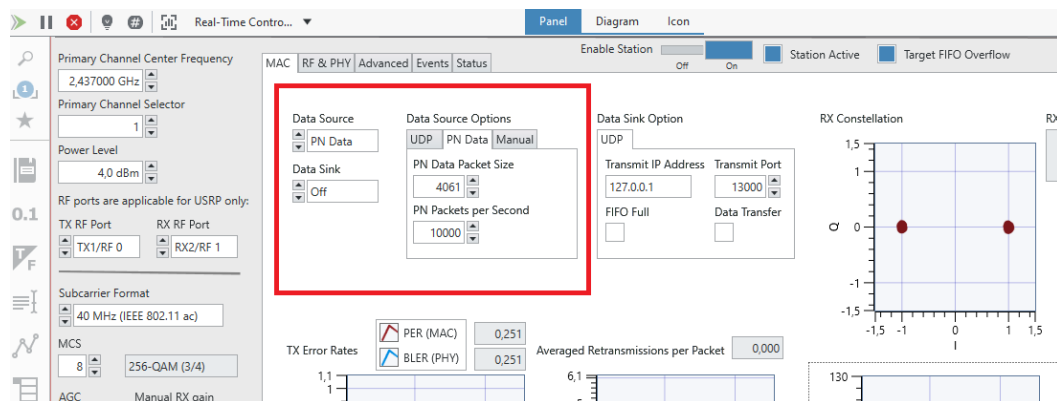 Real-Time Contro...
Panel
Diagram
Icon
Primary Channel Center Frequency
2,437000 GHz
Primary Channel Selector
1
Power Level
4,0 dBm
RF ports are applicable for USRP only:
TX RF Port
RX RF Port
TX1/RF 0
RX2/RF 1
Subcarrier Format
40 MHz (IEEE 802.11 ac)
MCS
8
256-QAM (3/4)
AGC
Manual RX gain
1
0.1
T
F
MAC
RF & PHY
Advanced
Events
Status
Enable Station
Off
On
Station Active
Target FIFO Overflow
Data Source
PN Data
Data Sink
Off
Data Source Options
UDP
PN Data
Manual
PN Data Packet Size
4061
PN Packets per Second
10000
Data Sink Option
UDP
Transmit IP Address
Transmit Port
127.0.0.1
13000
FIFO Full
Data Transfer
RX Constellation
RX
1,5
1
0
-1
-1,5
Q
-1,5
-1
0
1
1,5
I
TX Error Rates
PER (MAC)
0,251
BLER (PHY)
0,251
Averaged Retransmissions per Packet
0,000
1,1
1
6,1
130